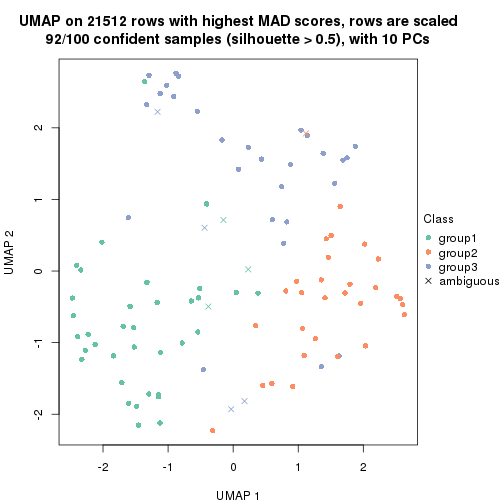 UMAP on 21512 rows with highest MAD scores, rows are scaled
92/100 confident samples (silhouette > 0.5), with 10 PCs
2
1
0
-1
-2
UMAP 2
-2
-1
0
1
2
UMAP 1
Class
group1
group2
group3
ambiguous